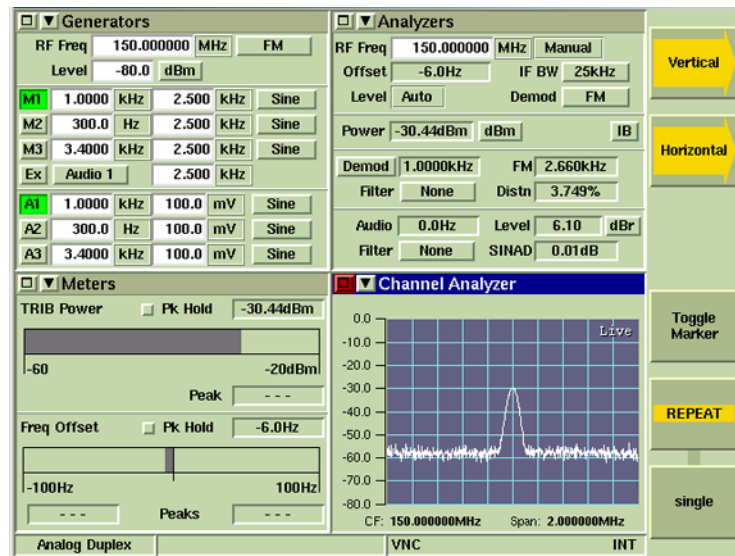 Generators
RF Freq 150.000000 MHz FM
Level -80.0 dBm
M1 1.0000 kHz 2.500 kHz Sine
M2 300.0 Hz 2.500 kHz Sine
M3 3.4000 kHz 2.500 kHz Sine
Ex Audio 1 2.500 kHz
A1 1.0000 kHz 100.0 mV Sine
A2 300.0 Hz 100.0 mV Sine
A3 3.4000 kHz 100.0 mV Sine
Analyzers
RF Freq 150.000000 MHz Manual
Offset -6.0Hz IF BW 25kHz
Level Auto Demod FM
Power -30.44dBm dBm IB
Demod 1.0000kHz FM 2.660kHz
Filter None Distn 3.749%
Audio 0.0Hz Level 6.10 dBr
Filter None SINAD 0.01dB
Meters
TRIB Power Pk Hold -30.44dBm
-60 -20dBm
Peak - - -
Freq Offset Pk Hold -6.0Hz
-100Hz 100Hz
- - - Peaks - - -
Channel Analyzer
Live
0.0
-10.0
-20.0
-30.0
-40.0
-50.0
-60.0
-70.0
-80.0
CF: 150.000000MHz Span: 2.000000MHz
Vertical
Horizontal
Toggle
Marker
REPEAT
single
Analog Duplex VNC INT